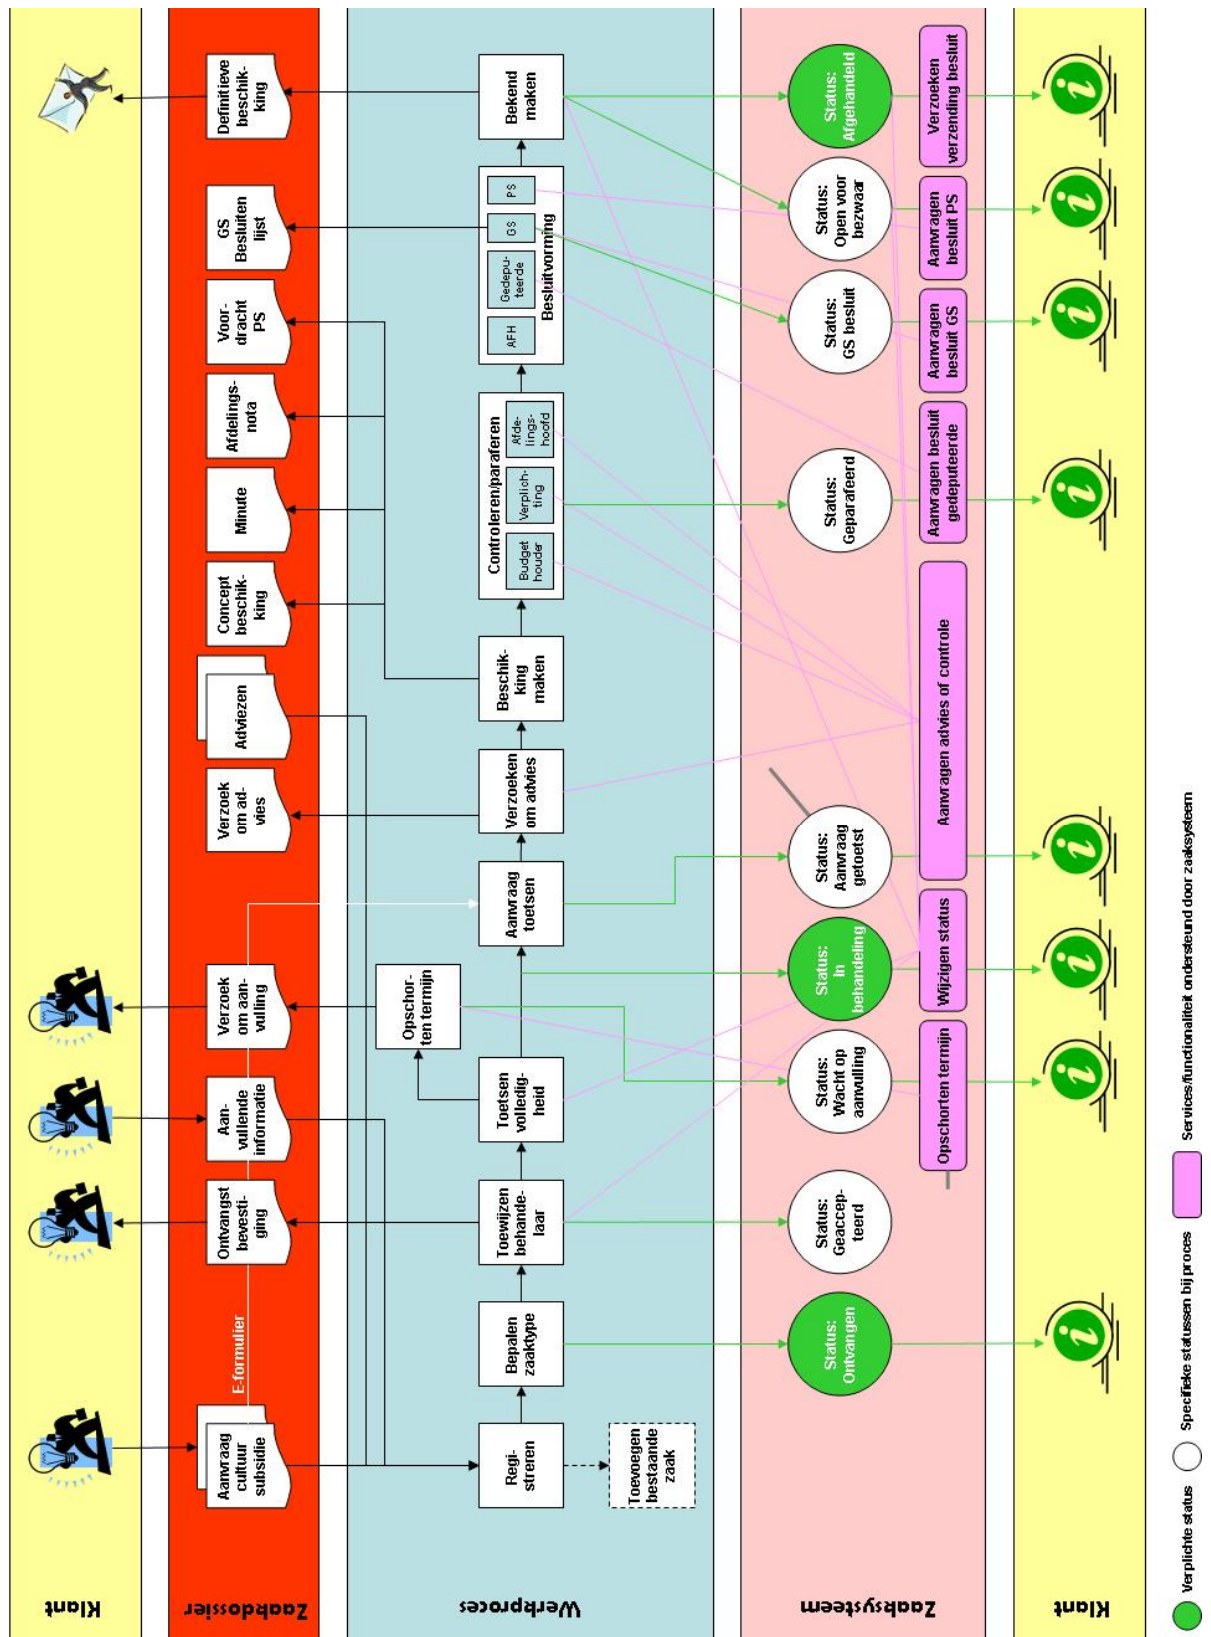 Klant
Zaakdossier
Aanvraag
cultuur
subsidie
E-formulier
Ontvangst
bevesti-
ging
Aan-
vullende
informatie
Verzoek
om aan-
vulling
Verzoek
om ad-
vies
Adviezen
Concept
beschik-
king
Minute
Afdelings-
nota
Voor-
dracht
PS
GS
Besluiten
lijst
Definitieve
beschik-
king
Werkproces
Regi-
streren
Toevoegen
bestaande
zaak
Bepalen
zaaktype
Toewijzen
behande-
laar
Toetsen
volledig-
heid
Opschor-
ten termijn
Aanvraag
toetsen
Verzoeken
om advies
Beschik-
king
maken
Controleren/paraferen
Budget
houder
Verplich-
ting
Afde-
lings-
hoofd
AFH
Gedepu-
teerde
GS
PS
Besluitvorming
Bekend
maken
Zaaksysteem
Status:
Ontvangen
Status:
Geaccep-
teerd
Status:
Wacht op
aanvulling
Status:
In
behandeling
Status:
Aanvraag
getoetst
Status:
Geparafeerd
Status:
GS besluit
Status:
Open voor
bezwaar
Status:
Afgehandeld
Opschorten termijn
Wijzigen status
Aanvragen advies of controle
Aanvragen besluit
gedeputeerde
Aanvragen
besluit GS
Aanvragen
besluit PS
Verzoeken
verzending besluit
Klant
i
i
i
i
i
i
i
i
Verplichte status
Specifieke statussen bij proces
Services/functionaliteit ondersteund door zaaksysteem